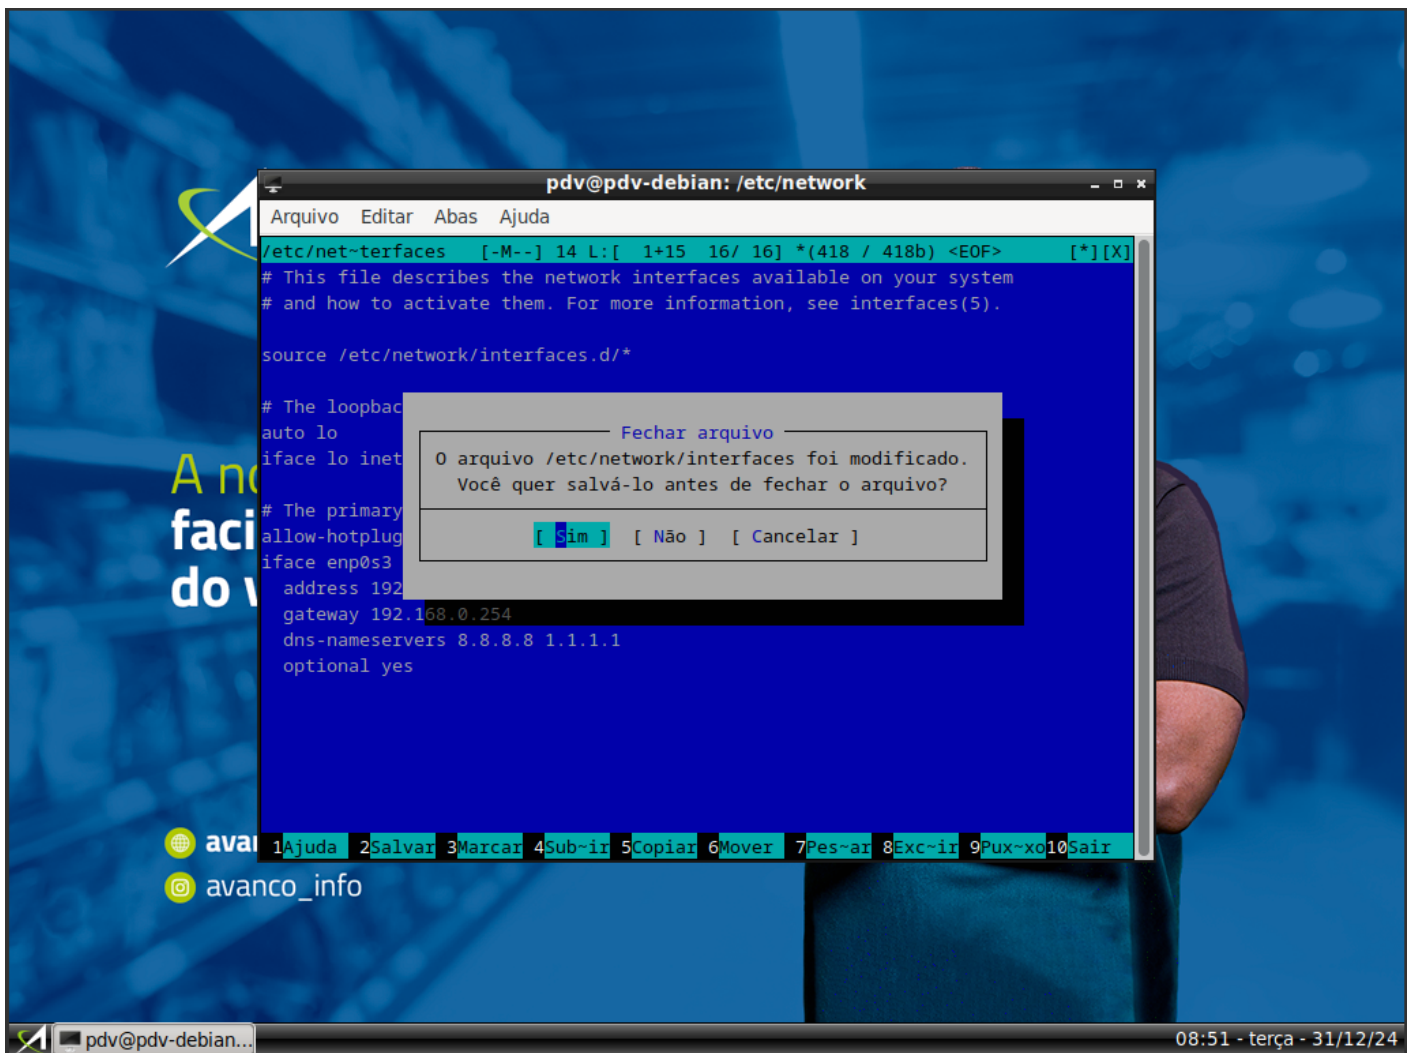 pdv@pdv-debian: /etc/network
Arquivo Editar Abas Ajuda
/etc/net~terfaces [-M--] 14 L:[ 1+15 16/ 16] *(418 / 418b) <EOF> [*][X]
# This file describes the network interfaces available on your system
# and how to activate them. For more information, see interfaces(5).
source /etc/network/interfaces.d/*
# The loopbac
auto lo
iface lo inet
# The primary
allow-hotplug
iface enp0s3
address 192
gateway 192.168.0.254
dns-nameservers 8.8.8.8 1.1.1.1
optional yes
Fechar arquivo
O arquivo /etc/network/interfaces foi modificado.
Você quer salvá-lo antes de fechar o arquivo?
[ Sim ] [ Não ] [ Cancelar ]
1Ajuda 2Salvar 3Marcar 4Sub~ir 5Copiar 6Mover 7Pes~ar 8Exc~ir 9Pux~xo10Sair
A
faci
do
avanco_info
pdv@pdv-debian...
08:51 - terça - 31/12/24